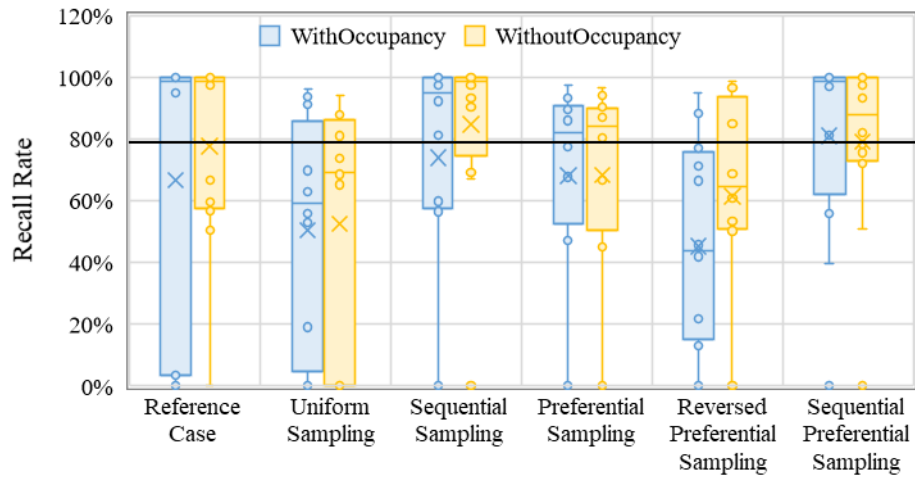 120%
WithOccupancy WithoutOccupancy
100%
80%
60%
40%
20%
0%
Recall Rate
Reference Case
Uniform Sampling
Sequential Sampling
Preferential Sampling
Reversed Preferential Sampling
Sequential Preferential Sampling